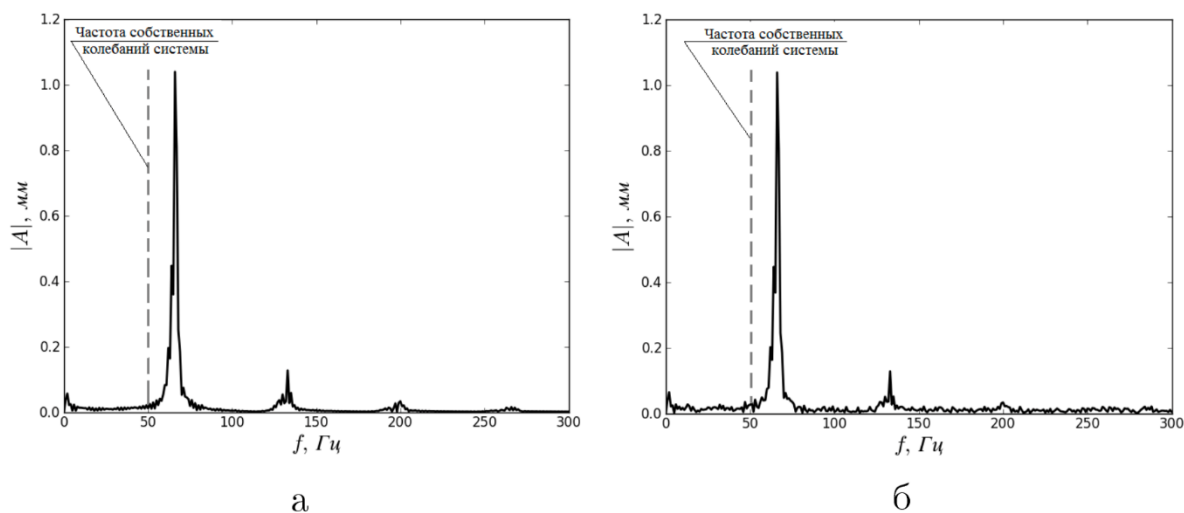 1.2
1.0
0.8
0.6
0.4
0.2
0.0
0
50
100
150
200
250
300
|A|, мм
f, Гц
Частота собственных
колебаний системы
а
1.2
1.0
0.8
0.6
0.4
0.2
0.0
0
50
100
150
200
250
300
|A|, мм
f, Гц
Частота собственных
колебаний системы
б